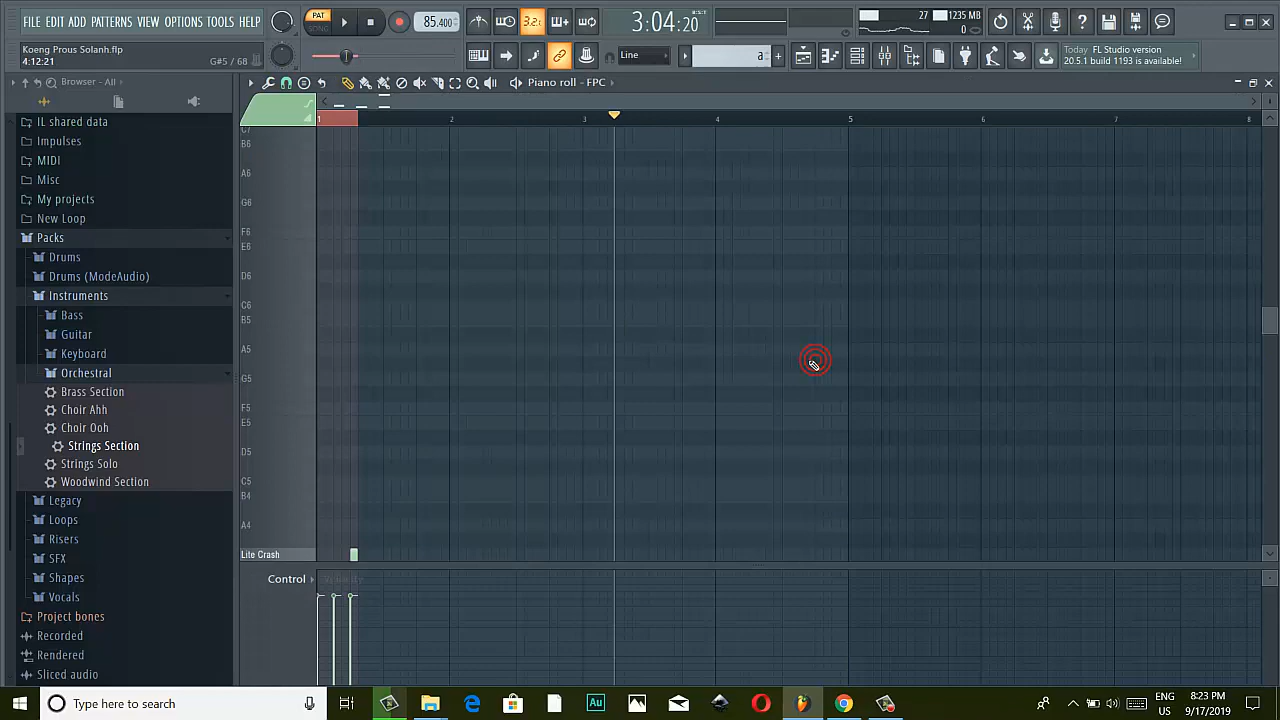 FILE EDIT ADD PATTERNS VIEW OPTIONS TOOLS HELP
PAT
SONG
85.400
3.2.
3:04:20
27
1235 MB
0
Koeng Prous Solanh.flp
4:12:21
G#5 / 68
Line
a
Today FL Studio version
20.5.1 build 1193 is available!
Browser - All
Piano roll - FPC
1 2 3 4 5 6 7 8
IL shared data
Impulses
MIDI
Misc
My projects
New Loop
Packs
Drums
Drums (ModeAudio)
Instruments
Bass
Guitar
Keyboard
Orchestral
Brass Section
Choir Ahh
Choir Ooh
Strings Section
Strings Solo
Woodwind Section
Legacy
Loops
Risers
SFX
Shapes
Vocals
Project bones
Recorded
Rendered
Sliced audio
C7
B6
A6
G6
F6
E6
D6
C6
B5
A5
G5
F5
E5
D5
C5
B4
A4
Lite Crash
Control
Velocity
Type here to search
Au
ENG
US
8:23 PM
9/17/2019